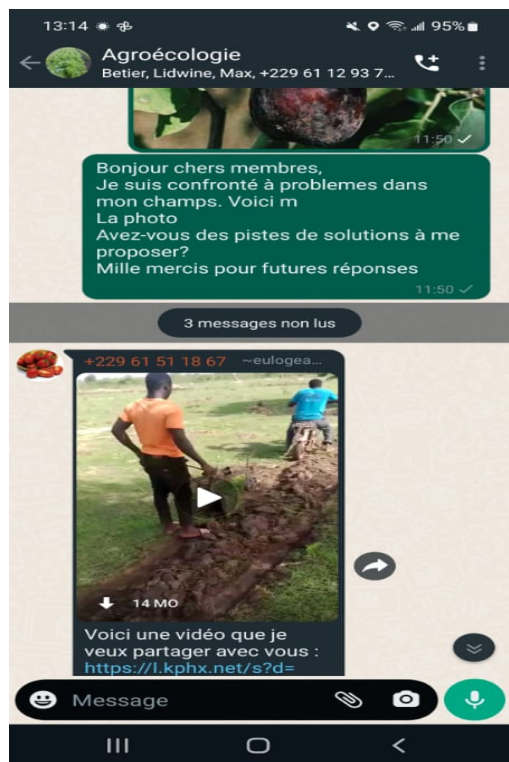 13:14
95%
Agroécologie
Betier, Lidwine, Max, +229 61 12 93 7...
11:50
Bonjour chers membres,
Je suis confronté à problemes dans
mon champs. Voici m
La photo
Avez-vous des pistes de solutions à me
proposer?
Mille mercis pour futures réponses
11:50
3 messages non lus
+229 61 51 18 67 ~eulogea...
14 MO
Voici une vidéo que je
veux partager avec vous :
https://l.kphx.net/s?d=
Message